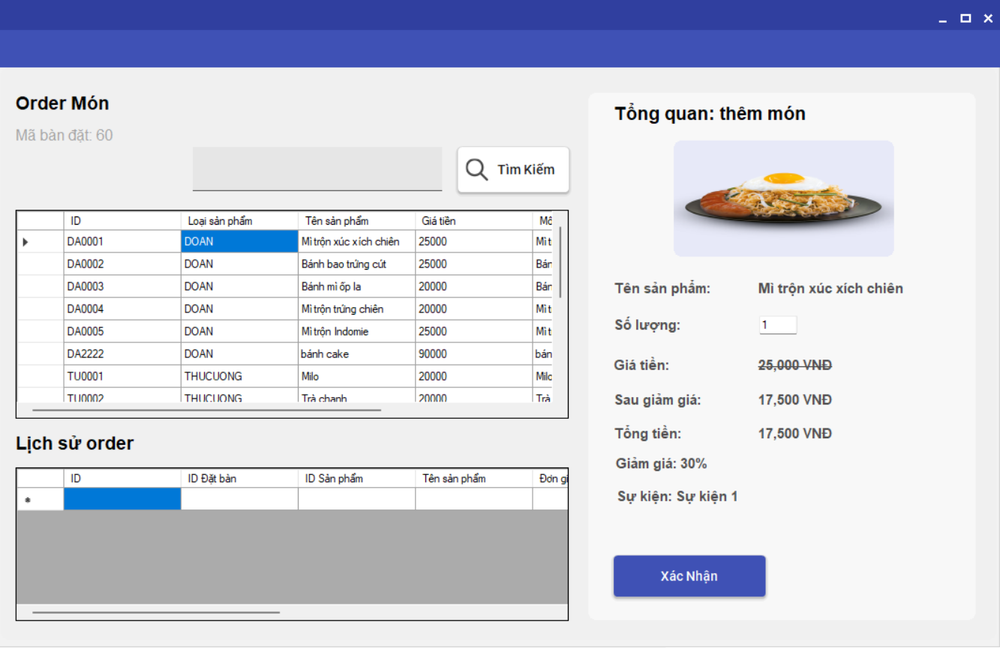 Order Món
Mã bàn đặt: 60
Tìm Kiếm
ID Loại sản phẩm Tên sản phẩm Giá tiền Mô
DA0001 DOAN Mì trộn xúc xích chiên 25000 Mì t
DA0002 DOAN Bánh bao trứng cút 25000 Bán
DA0003 DOAN Bánh mì ốp la 20000 Bán
DA0004 DOAN Mì trộn trứng chiên 20000 Mì t
DA0005 DOAN Mì trộn Indomie 25000 Mì t
DA2222 DOAN bánh cake 90000 bán
TU0001 THUCUONG Milo 20000 Milo
TU0002 THUCUONG Trà chanh 20000 Trà
Lịch sử order
ID ID Đặt bàn ID Sản phẩm Tên sản phẩm Đơn gi
Tổng quan: thêm món
Tên sản phẩm: Mì trộn xúc xích chiên
Số lượng: 1
Giá tiền: 25,000 VNĐ
Sau giảm giá: 17,500 VNĐ
Tổng tiền: 17,500 VNĐ
Giảm giá: 30%
Sự kiện: Sự kiện 1
Xác Nhận